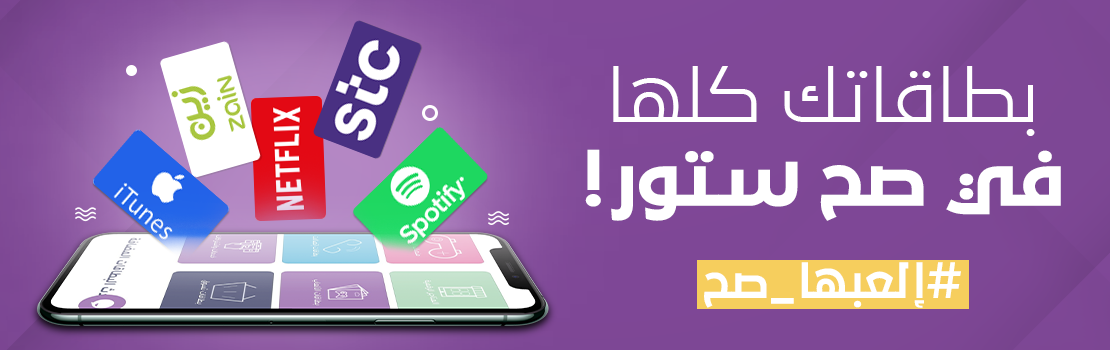 بطاقاتك كلها
في صح ستور!
#إلعبها_صح
stc
زين
zain
NETFLIX
iTunes
Spotify